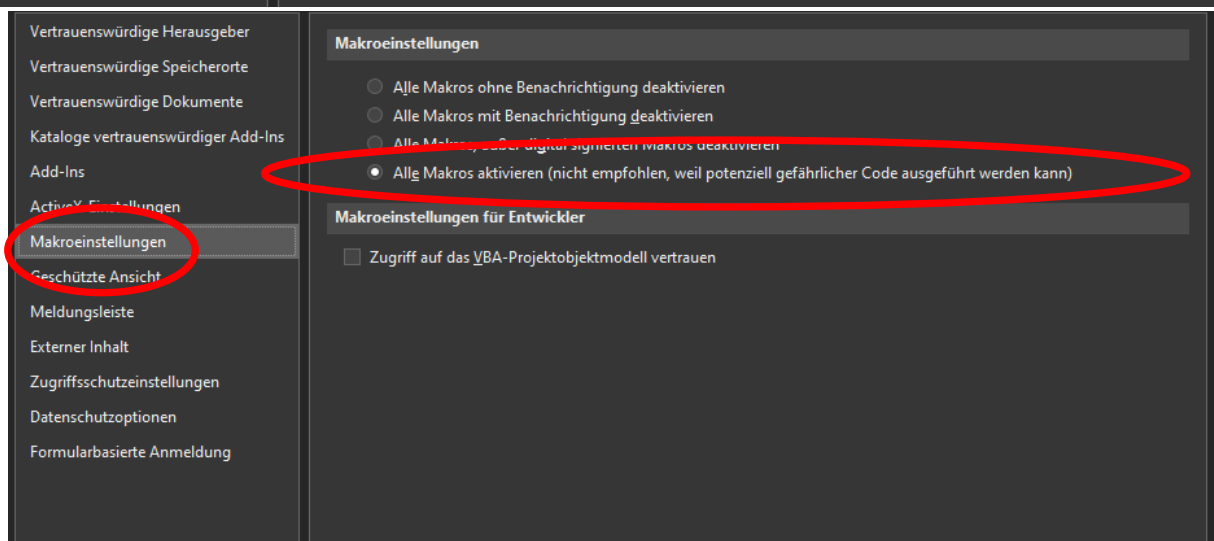 Vertrauenswürdige Herausgeber
Vertrauenswürdige Speicherorte
Vertrauenswürdige Dokumente
Kataloge vertrauenswürdiger Add-Ins
Add-Ins
ActiveX-Einstellungen
Makroeinstellungen
Geschützte Ansicht
Meldungsleiste
Externer Inhalt
Zugriffsschutzeinstellungen
Datenschutzoptionen
Formularbasierte Anmeldung
Makroeinstellungen
Alle Makros ohne Benachrichtigung deaktivieren
Alle Makros mit Benachrichtigung deaktivieren
Alle Makros, außer digital signierten Makros deaktivieren
Alle Makros aktivieren (nicht empfohlen, weil potenziell gefährlicher Code ausgeführt werden kann)
Makroeinstellungen für Entwickler
Zugriff auf das VBA-Projektobjektmodell vertrauen